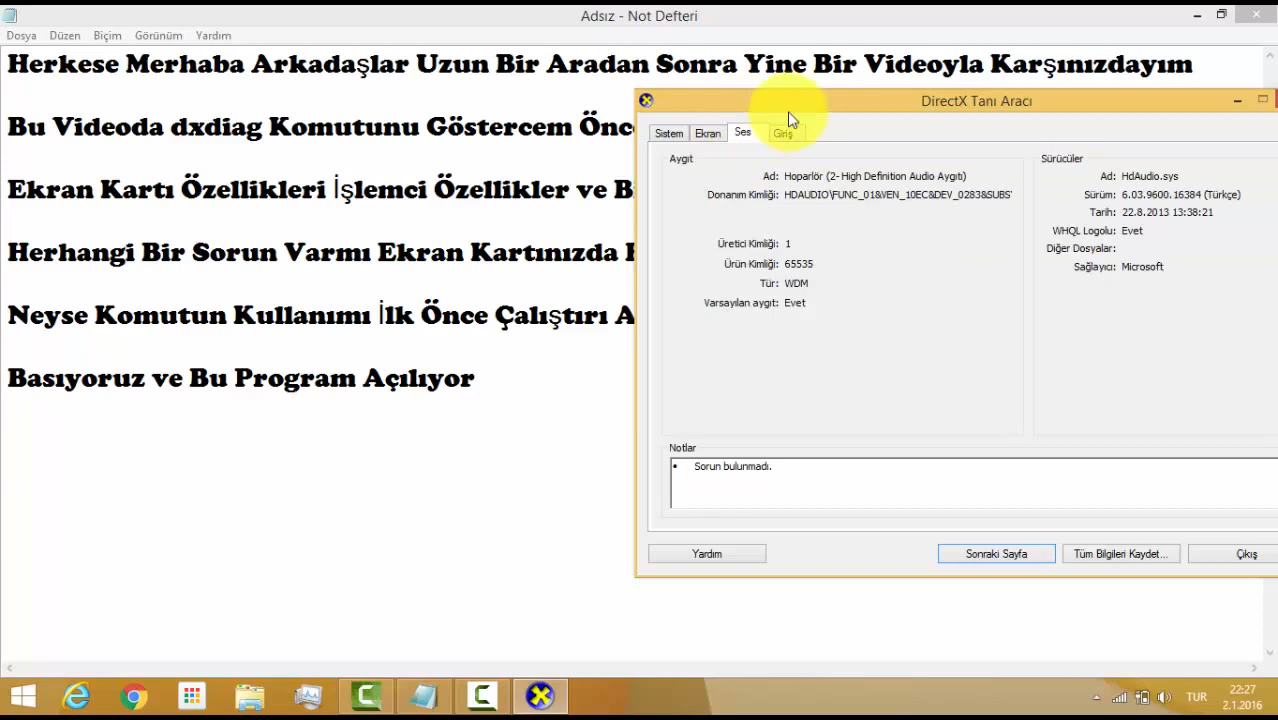 Adsız - Not Defteri
Dosya Düzen Biçim Görünüm Yardım
Herkese Merhaba Arkadaşlar Uzun Bir Aradan Sonra Yine Bir Videoyla Karşınızdayım
Bu Videoda dxdiag Komutunu Göstercem Önc
Ekran Kartı Özellikleri İşlemci Özellikler ve B
Herhangi Bir Sorun Varmı Ekran Kartınızda
Neyse Komutun Kullanımı İlk Önce Çalıştırı A
Basıyoruz ve Bu Program Açılıyor
DirectX Tanı Aracı
Sistem Ekran Ses Giriş
Aygıt
Ad: Hoparlör (2- High Definition Audio Aygıtı)
Donanım Kimliği: HDAUDIO\FUNC_01&VEN_10EC&DEV_0283&SUBS
Üretici Kimliği: 1
Ürün Kimliği: 65535
Tür: WDM
Varsayılan aygıt: Evet
Sürücüler
Ad: HdAudio.sys
Sürüm: 6.03.9600.16384 (Türkçe)
Tarih: 22.8.2013 13:38:21
WHQL Logolu: Evet
Diğer Dosyalar:
Sağlayıcı: Microsoft
Notlar
• Sorun bulunmadı.
Yardım Sonraki Sayfa Tüm Bilgileri Kaydet... Çıkış
TUR
22:27
2.1.2016